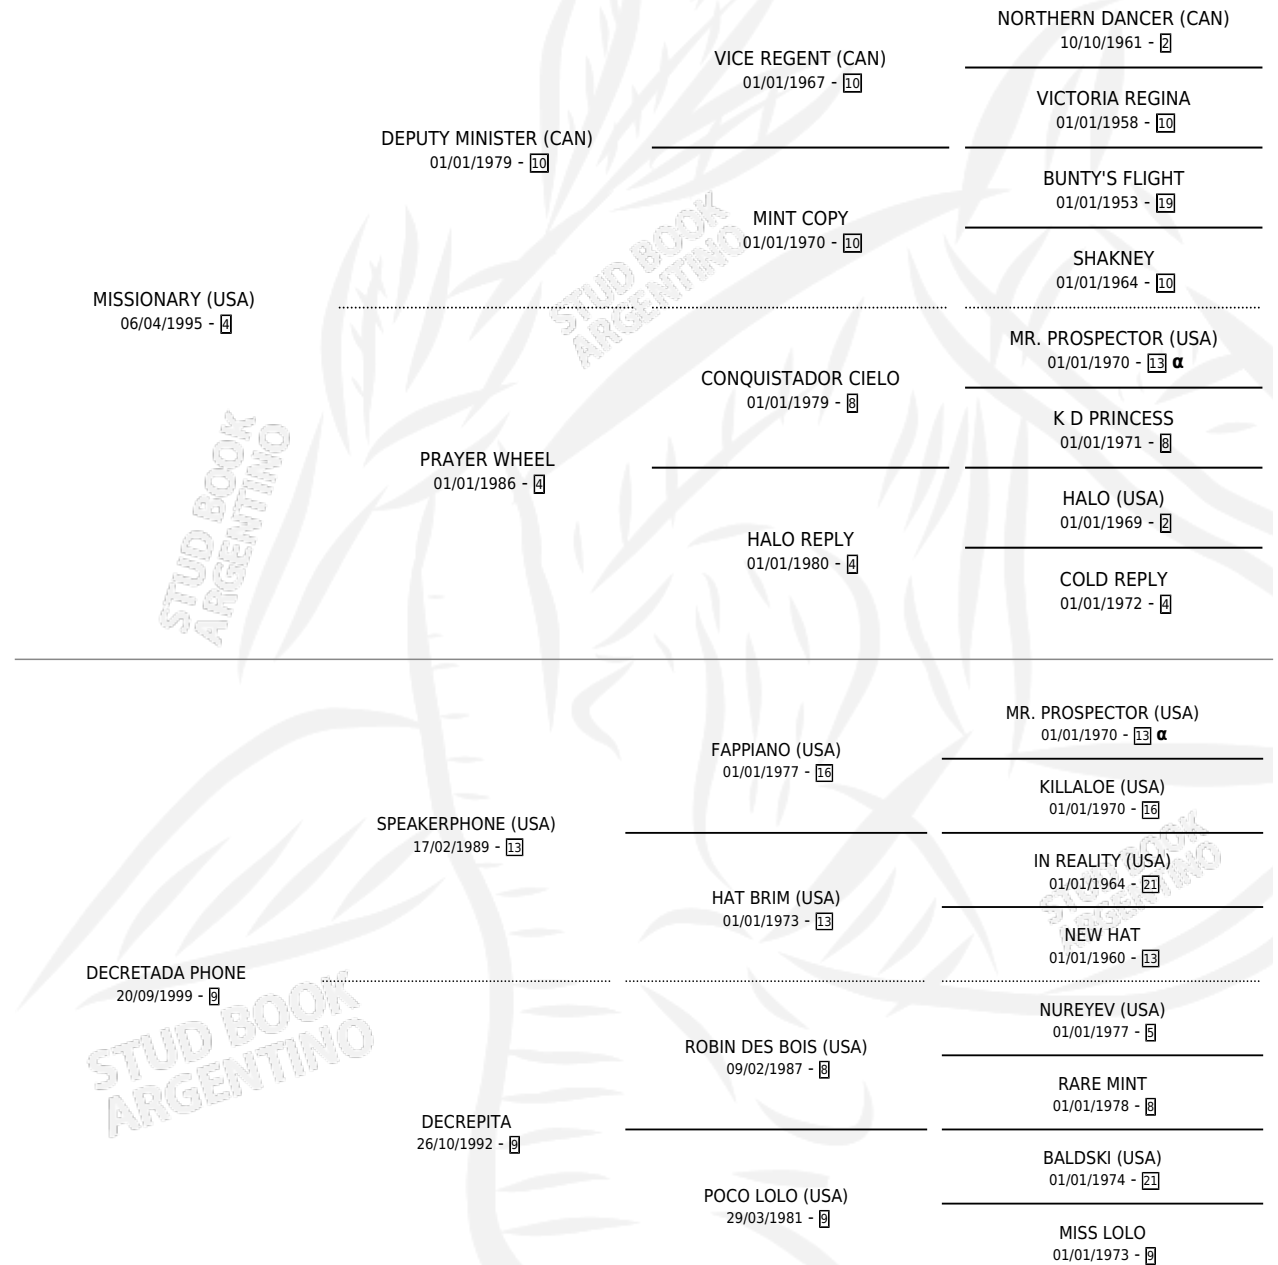 NORTHERN DANCER (CAN)
10/10/1961 - 2
VICE REGENT (CAN)
01/01/1967 - 10
VICTORIA REGINA
01/01/1958 - 10
DEPUTY MINISTER (CAN)
01/01/1979 - 10
BUNTY'S FLIGHT
01/01/1953 - 19
MINT COPY
01/01/1970 - 10
SHAKNEY
01/01/1964 - 10
MISSIONARY (USA)
06/04/1995 - 4
MR. PROSPECTOR (USA)
01/01/1970 - 13 α
CONQUISTADOR CIELO
01/01/1979 - 8
K D PRINCESS
01/01/1971 - 8
PRAYER WHEEL
01/01/1986 - 4
HALO (USA)
01/01/1969 - 2
HALO REPLY
01/01/1980 - 4
COLD REPLY
01/01/1972 - 4
MR. PROSPECTOR (USA)
01/01/1970 - 13 α
FAPPIANO (USA)
01/01/1977 - 16
KILLALOE (USA)
01/01/1970 - 16
SPEAKERPHONE (USA)
17/02/1989 - 13
IN REALITY (USA)
01/01/1964 - 21
HAT BRIM (USA)
01/01/1973 - 13
NEW HAT
01/01/1960 - 13
DECRETADA PHONE
20/09/1999 - 9
NUREYEV (USA)
01/01/1977 - 5
ROBIN DES BOIS (USA)
09/02/1987 - 8
RARE MINT
01/01/1978 - 8
DECREPITA
26/10/1992 - 9
BALDSKI (USA)
01/01/1974 - 21
POCO LOLO (USA)
29/03/1981 - 9
MISS LOLO
01/01/1973 - 9
STUD BOOK
ARGENTINO
STUD BOOK
ARGENTINO
STUD BOOK
ARGENTINO
STUD BOOK
ARGENTINO